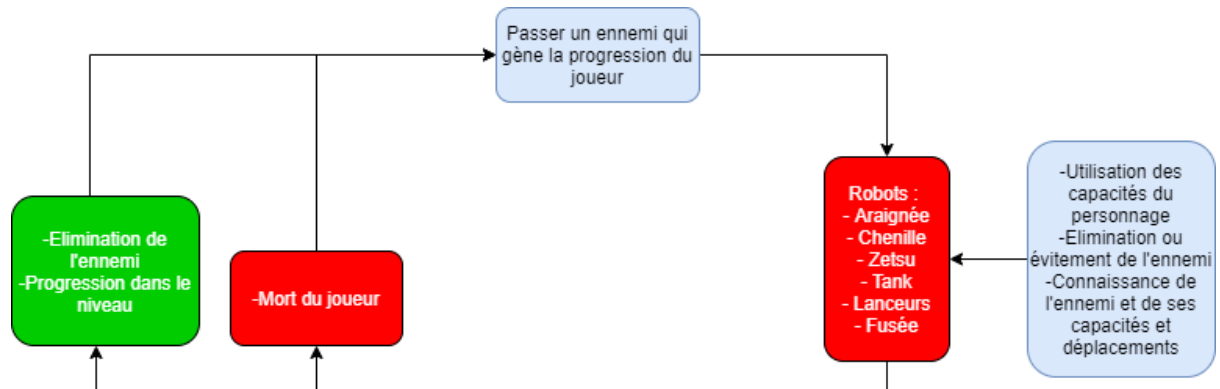 Passer un ennemi qui
gène la progression du
joueur
-Elimination de
l'ennemi
-Progression dans le
niveau
-Mort du joueur
Robots :
- Araignée
- Chenille
- Zetsu
- Tank
- Lanceurs
- Fusée
-Utilisation des
capacités du
personnage
-Elimination ou
évitement de l'ennemi
-Connaissance de
l'ennemi et de ses
capacités et
déplacements